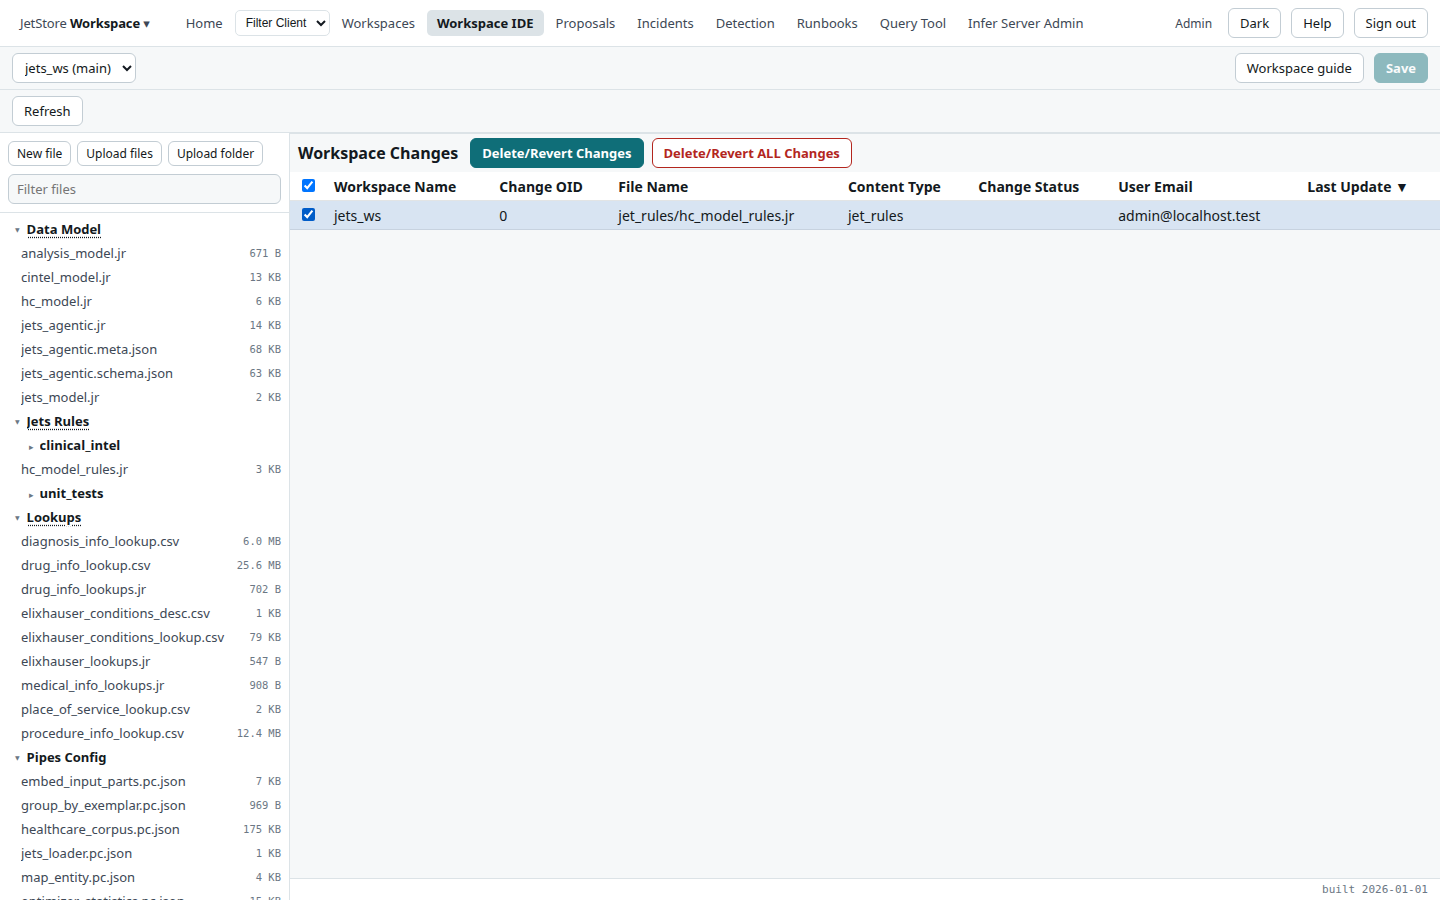 JetStore Workspace ▾ Home Filter Client Workspaces Workspace IDE Proposals Incidents Detection Runbooks Query Tool Infer Server Admin Admin Dark Help Sign out
jets_ws (main) Workspace guide Save
Refresh
New file Upload files Upload folder
Filter files
▾ Data Model
analysis_model.jr 671 B
cintel_model.jr 13 KB
hc_model.jr 6 KB
jets_agentic.jr 14 KB
jets_agentic.meta.json 68 KB
jets_agentic.schema.json 63 KB
jets_model.jr 2 KB
▾ Jets Rules
▸ clinical_intel
hc_model_rules.jr 3 KB
▸ unit_tests
▾ Lookups
diagnosis_info_lookup.csv 6.0 MB
drug_info_lookup.csv 25.6 MB
drug_info_lookups.jr 702 B
elixhauser_conditions_desc.csv 1 KB
elixhauser_conditions_lookup.csv 79 KB
elixhauser_lookups.jr 547 B
medical_info_lookups.jr 908 B
place_of_service_lookup.csv 2 KB
procedure_info_lookup.csv 12.4 MB
▾ Pipes Config
embed_input_parts.pc.json 7 KB
group_by_exemplar.pc.json 969 B
healthcare_corpus.pc.json 175 KB
jets_loader.pc.json 1 KB
map_entity.pc.json 4 KB
Workspace Changes Delete/Revert Changes Delete/Revert ALL Changes
Workspace Name Change OID File Name Content Type Change Status User Email Last Update ▼
jets_ws 0 jet_rules/hc_model_rules.jr jet_rules admin@localhost.test
built 2026-01-01